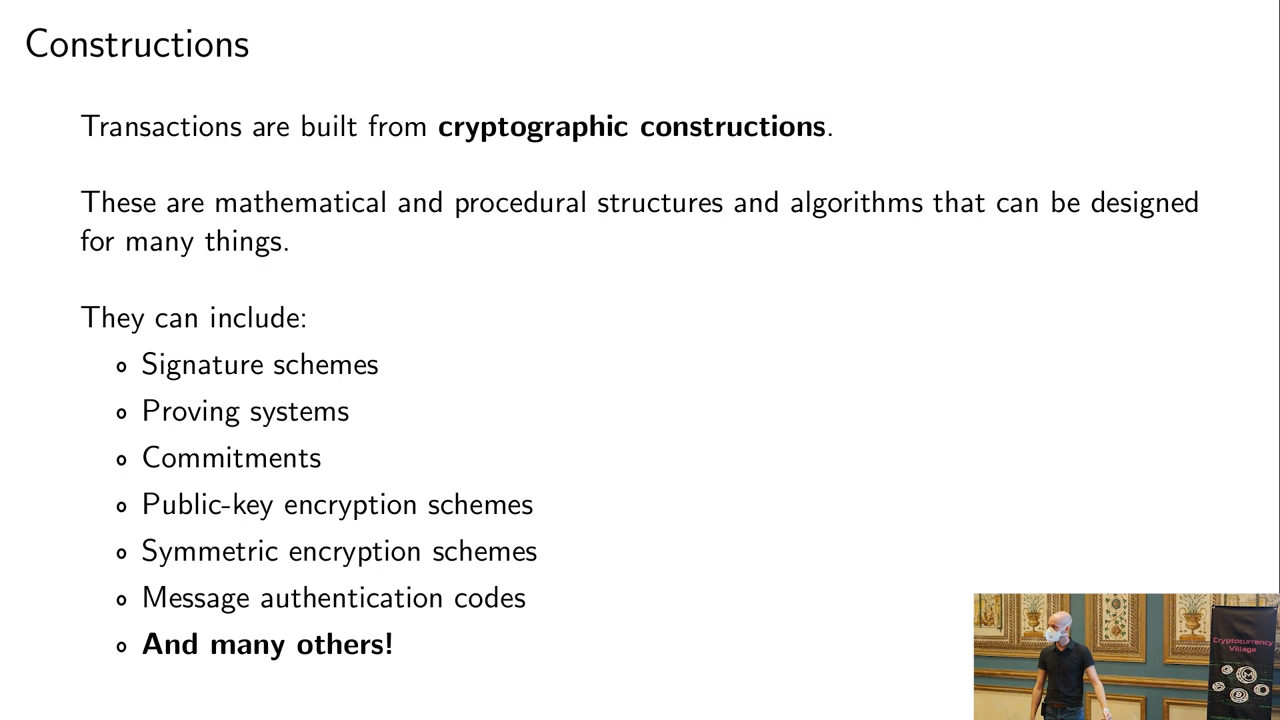 Constructions
Transactions are built from cryptographic constructions.
These are mathematical and procedural structures and algorithms that can be designed
for many things.
They can include:
Signature schemes
Proving systems
Commitments
Public-key encryption schemes
Symmetric encryption schemes
Message authentication codes
And many others!
Cryptocurrency
Village